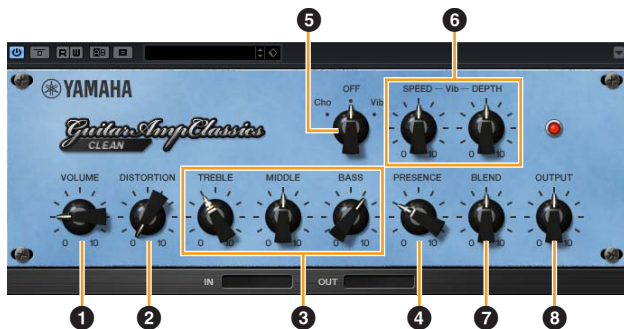 5
6
R W
YAMAHA
OFF
Cho
Vib
SPEED — Vib — DEPTH
0 10
0 10
GuitarAmpClassics
CLEAN
VOLUME
DISTORTION
TREBLE
MIDDLE
BASS
PRESENCE
BLEND
OUTPUT
0 10
0 10
0 10
0 10
0 10
0 10
0 10
0 10
IN
OUT
1
2
3
4
7
8